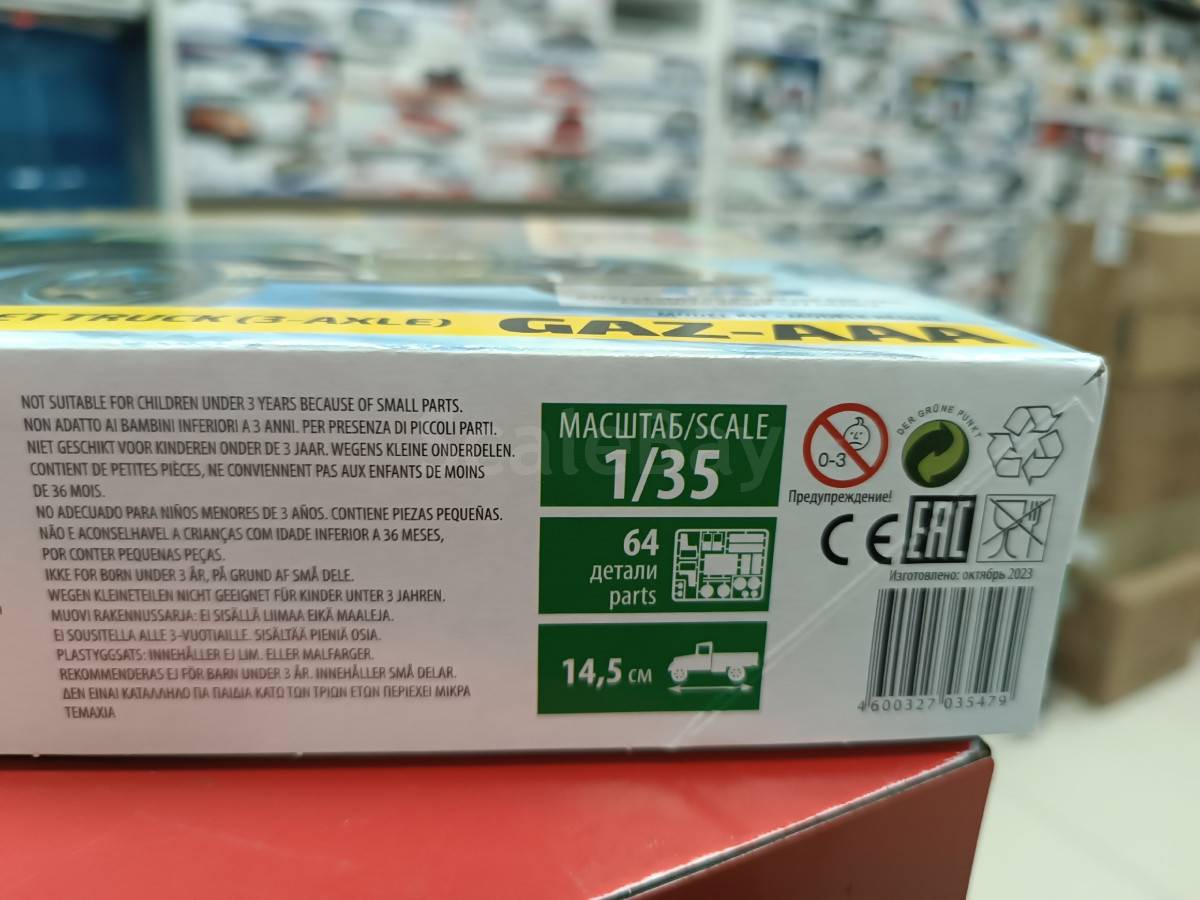 ET TRUCK (3-AXLE) GAZ-AAA
NOT SUITABLE FOR CHILDREN UNDER 3 YEARS BECAUSE OF SMALL PARTS.
NON ADATTO AI BAMBINI INFERIORI A 3 ANNI. PER PRESENZA DI PICCOLI PARTI.
NIET GESCHIKT VOOR KINDEREN ONDER DE 3 JAAR. WEGENS KLEINE ONDERDELEN.
CONTIENT DE PETITES PIÈCES, NE CONVIENNENT PAS AUX ENFANTS DE MOINS
DE 36 MOIS.
NO ADECUADO PARA NIÑOS MENORES DE 3 AÑOS. CONTIENE PIEZAS PEQUEÑAS.
NÃO E ACONSELHAVEL A CRIANÇAS COM IDADE INFERIOR A 36 MESES,
POR CONTER PEQUENAS PEÇAS.
IKKE FOR BORN UNDER 3 ÅR, PÅ GRUND AF SMÅ DELE.
WEGEN KLEINETEILEN NICHT GEEIGNET FÜR KINDER UNTER 3 JAHREN.
MUOVI RAKENNUSSARJA: EI SISÄLLÄ LIIMAA EIKÄ MAALEJA.
EI SOUSITELLA ALLE 3-VUOTIAILLE. SISÄLTÄÄ PIENIÄ OSIA.
PLASTYGGSATS: INNEHÅLLER EJ LIM. ELLER MALFARGER.
REKOMMENDERAS EJ FÖR BARN UNDER 3 ÅR. INNEHÅLLER SMÅ DELAR.
ΔΕΝ ΕΙΝΑΙ ΚΑΤΑΛΛΗΛΟ ΠΑ ΠΑΙΔΙΑ ΚΑΤΟ ΤΩΝ ΤΡΙΩΝ ΕΤΩΝ ΠΕΡΙΕΧΕΙ ΜΙΚΡΑ
ΤΕΜΑΧΙΑ
МАСШТАБ/SCALE
1/35
64
детали
parts
14,5 см
0-3
Предупреждение!
DER GRÜNE PUNKT
CE EAC
Изготовлено: октябрь 2023
4600327035479